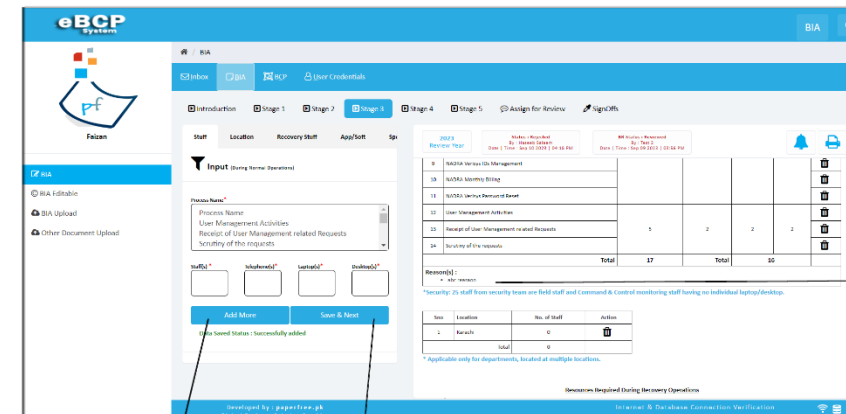 eBCP
System
BIA
BIA
Inbox BIA BCP User Credentials
Introduction Stage 1 Stage 2 Stage 3 Stage 4 Stage 5 Assign for Review SignOffs
pf
Faizan
BIA
BIA Editable
BIA Upload
Other Document Upload
Staff Location Recovery Staff App/Soft
Input (During Normal Operations)
Process Name*
Process Name
User Management Activities
Receipt of User Management related Requests
Scrutiny of the requests
Staff(s) * Telephone(s)* Laptop(s)* Desktop(s)*
Add More Save & Next
Data Saved Status : Successfully added
2023
Review Year
9 NADRA Verisys IDs Management
10 NADRA Monthly Billing
11 NADRA Verisys Password Reset
12 User Management Activities
13 Receipt of User Management related Requests 5 2 2 2
14 Scrutiny of the requests
Total 17 Total 16
Reason(s) :
abc reason
*Security: 25 staff from security team are field staff and Command & Control monitoring staff having no individual laptop/desktop.
Location No. of Staff Action
1 Karachi 0
Total 0
* Applicable only for departments, located at multiple locations.
Resources Required During Recovery Operations
Developed by : paperfree.pk
Internet & Database Connection Verification